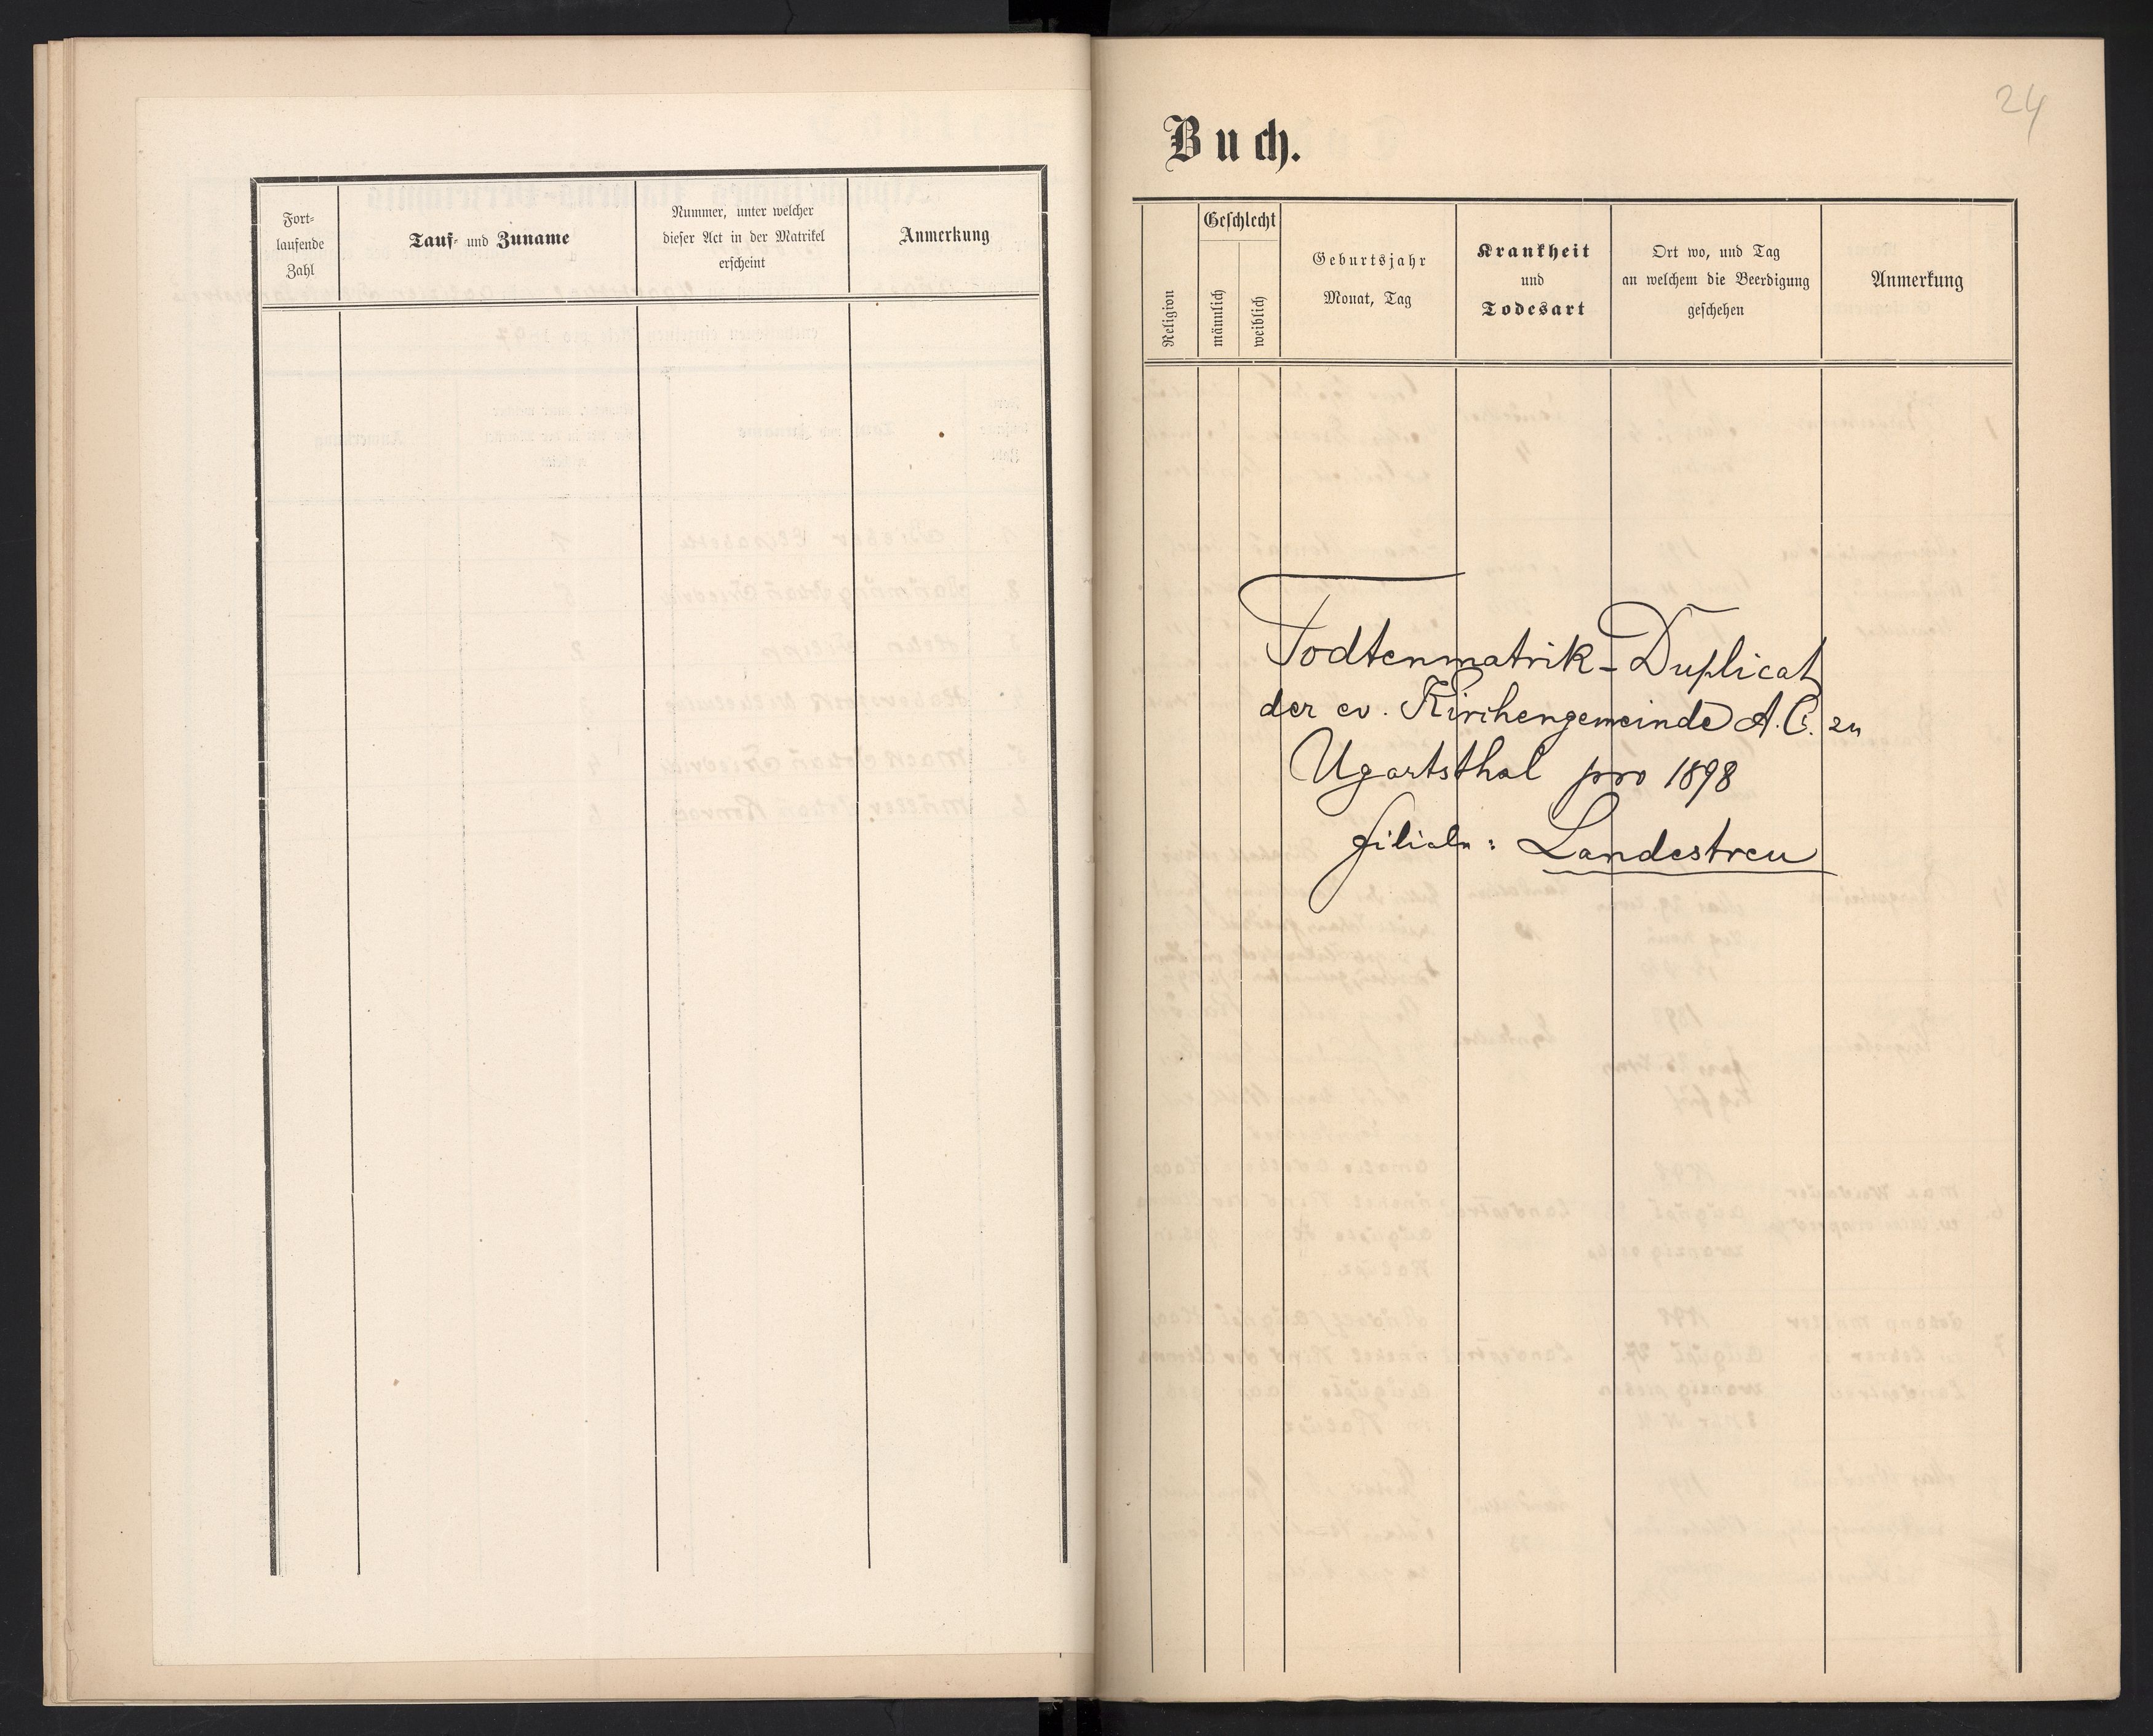 Fort-
laufende
Zahl
Tauf- und Zuname
Nummer, unter welcher
dieser Act in der Matrikel
erscheint
Anmerkung
24
Buch.
Religion
Geschlecht
männlich
weiblich
Geburtsjahr
Monat, Tag
Krankheit
und
Todesart
Ort wo, und Tag
an welchem die Beerdigung
geschehen
Anmerkung
Todtenmatrik-Duplicat
der ev. Kirchengemeinde A. C. zu
Ugartsthal pro 1898
filiale: Landestreu